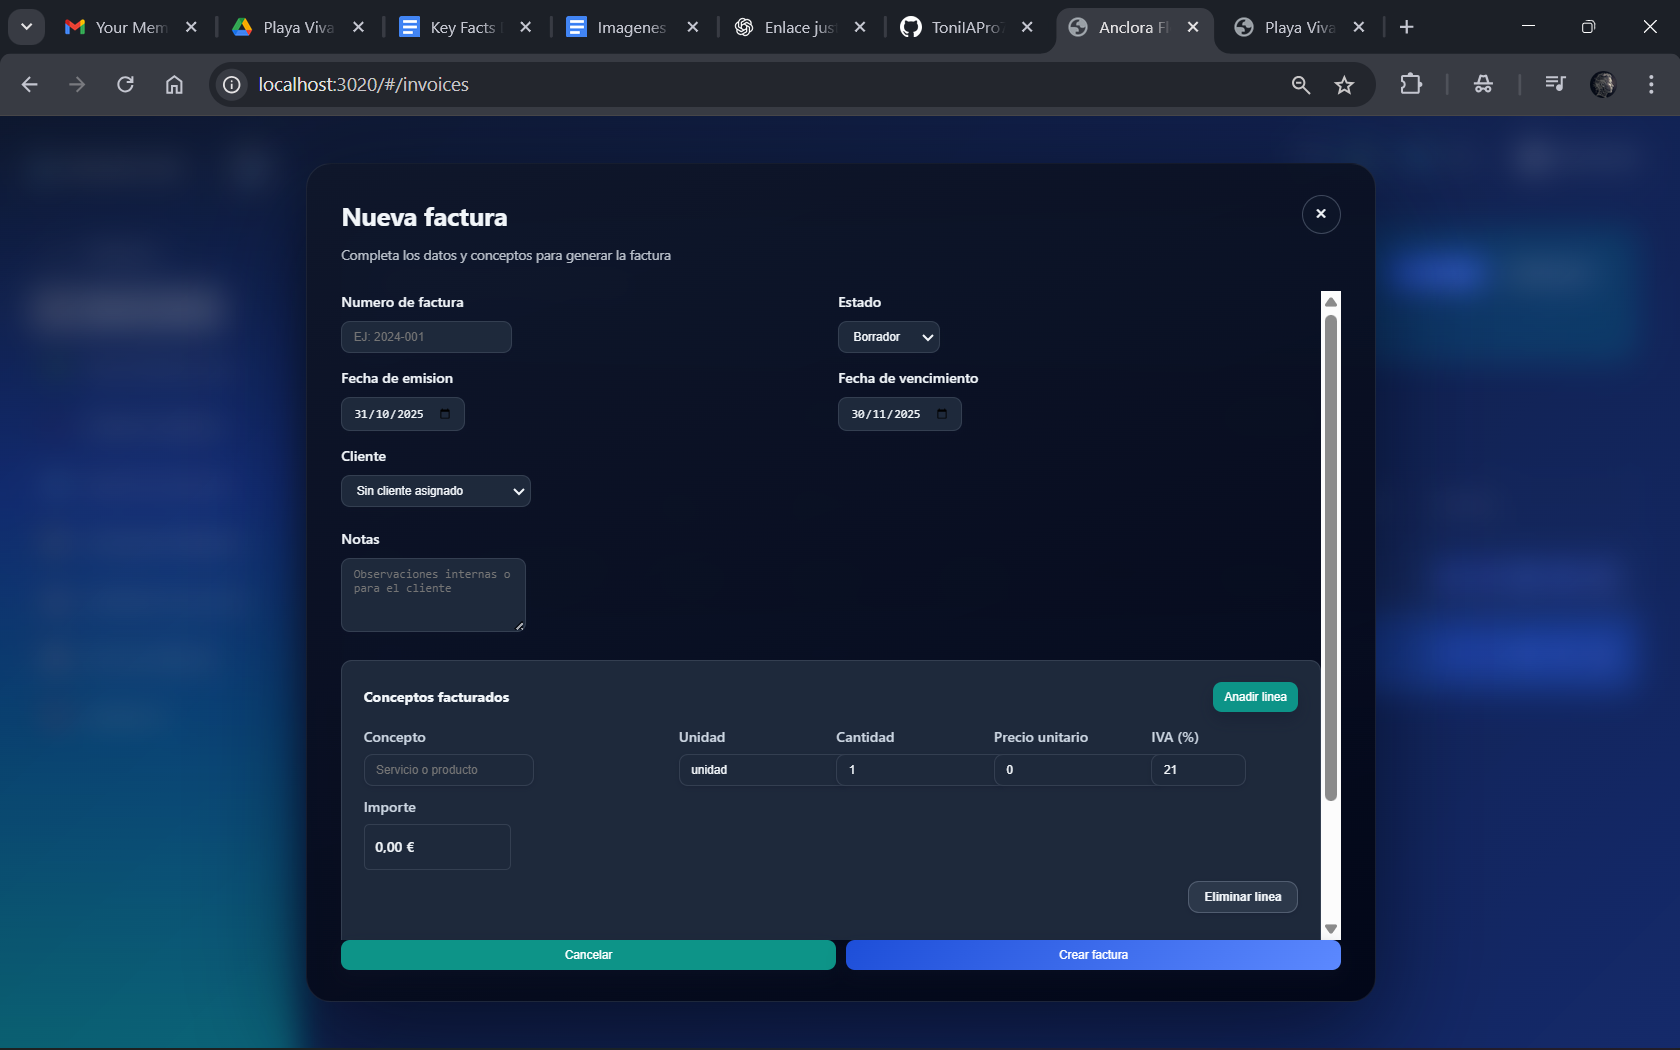 Your Mem
Playa Viva
Key Facts
Imagenes
Enlace jus
ToniIAPro
Anclora Fl
Playa Viva
localhost:3020/#/invoices
Nueva factura
Completa los datos y conceptos para generar la factura
Numero de factura
Estado
EJ: 2024-001
Borrador
Fecha de emision
Fecha de vencimiento
31/10/2025
30/11/2025
Cliente
Sin cliente asignado
Notas
Observaciones internas o
para el cliente
Conceptos facturados
Anadir linea
Concepto
Unidad
Cantidad
Precio unitario
IVA (%)
Servicio o producto
unidad
1
0
21
Importe
0,00 €
Eliminar linea
Cancelar
Crear factura